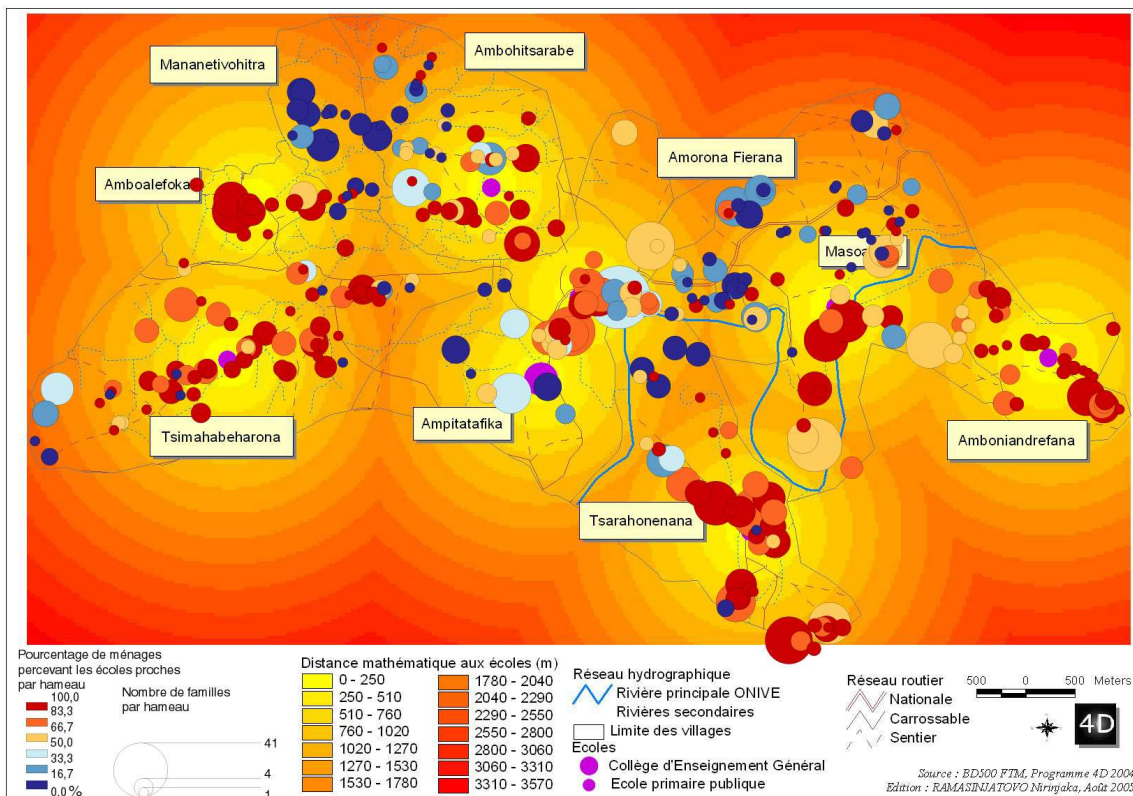 Mananetivohitra
Ambohitsarabe
Amboalefoka
Amorona Fierana
Masoa
Tsimahabeharona
Ampitatafika
Amboniandrefana
Tsarahonenana
Pourcentage de ménages
percevant les écoles proches
par hameau
100,0
83,3
66,7
50,0
33,3
16,7
0,0 %
Nombre de familles
par hameau
41
4
1
Distance mathématique aux écoles (m)
0 - 250
250 - 510
510 - 760
760 - 1020
1020 - 1270
1270 - 1530
1530 - 1780
1780 - 2040
2040 - 2290
2290 - 2550
2550 - 2800
2800 - 3060
3060 - 3310
3310 - 3570
Réseau hydrographique
Rivière principale ONIVE
Rivières secondaires
Limite des villages
Ecoles
Collège d'Enseignement Général
Ecole primaire publique
Réseau routier
Nationale
Carrossable
Sentier
500 0 500 Meters
4D
Source : BD500 FTM, Programme 4D 2004
Edition : RAMASINJATOVO Nirinjaka, Août 2005